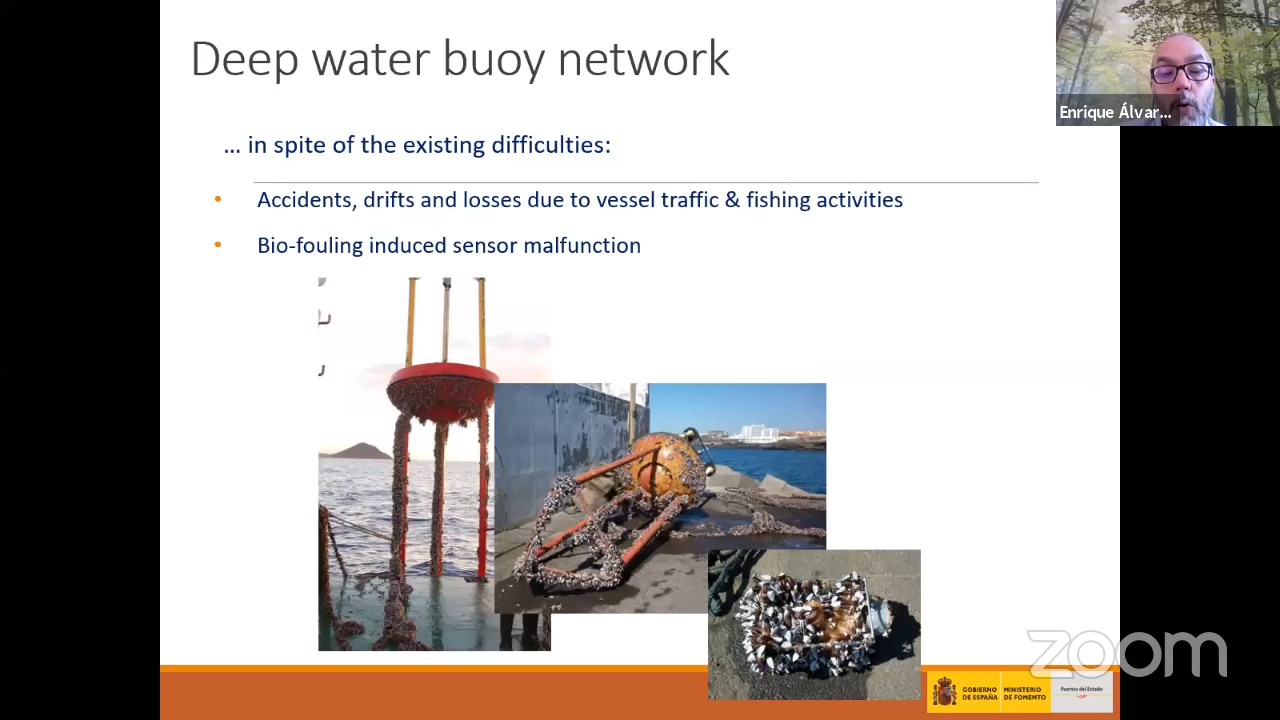 Deep water buoy network
Enrique Álvar...
... in spite of the existing difficulties:
• Accidents, drifts and losses due to vessel traffic & fishing activities
• Bio-fouling induced sensor malfunction
zoom
GOBIERNO DE ESPAÑA
MINISTERIO DE FOMENTO
Puertos del Estado